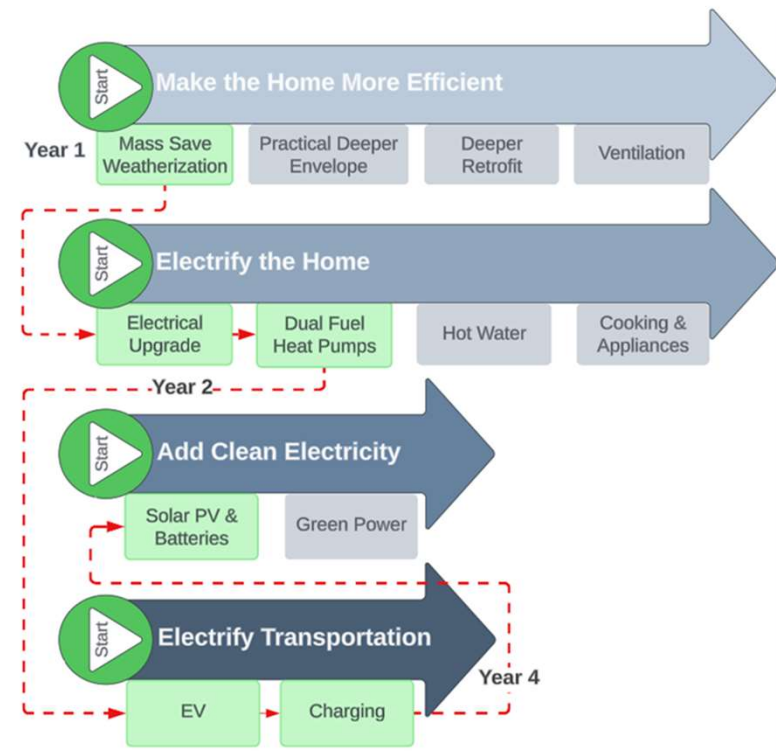 Start
Make the Home More Efficient
Year 1
Mass Save
Weatherization
Practical Deeper
Envelope
Deeper
Retrofit
Ventilation
Start
Electrify the Home
Electrical
Upgrade
Dual Fuel
Heat Pumps
Hot Water
Cooking &
Appliances
Year 2
Start
Add Clean Electricity
Solar PV &
Batteries
Green Power
Start
Electrify Transportation
Year 4
EV
Charging